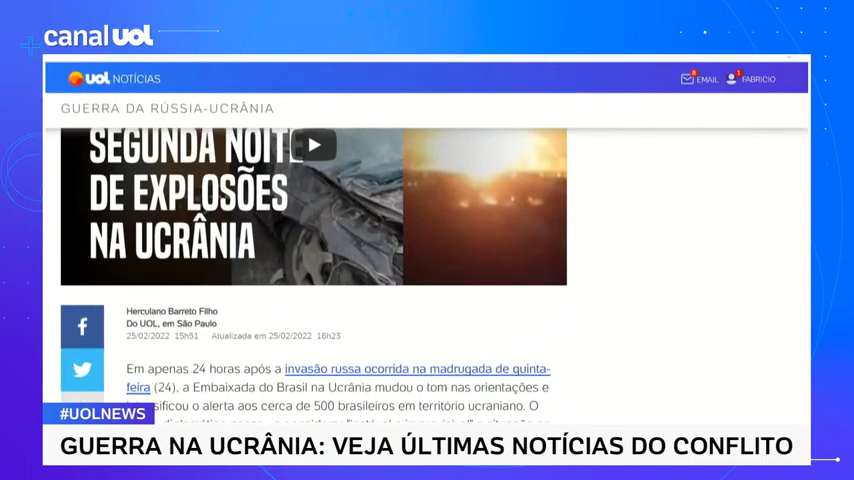 canal UOL
UOL NOTÍCIAS
8
EMAIL
1
FABRICIO
GUERRA DA RÚSSIA-UCRÂNIA
SEGUNDA NOITE
DE EXPLOSÕES
NA UCRÂNIA
Herculano Barreto Filho
Do UOL, em São Paulo
25/02/2022 15h51 Atualizada em 25/02/2022 16h23
Em apenas 24 horas após a invasão russa ocorrida na madrugada de quinta-
feira (24), a Embaixada do Brasil na Ucrânia mudou o tom nas orientações e
sificou o alerta aos cerca de 500 brasileiros em território ucraniano. O
#UOLNEWS
GUERRA NA UCRÂNIA: VEJA ÚLTIMAS NOTÍCIAS DO CONFLITO